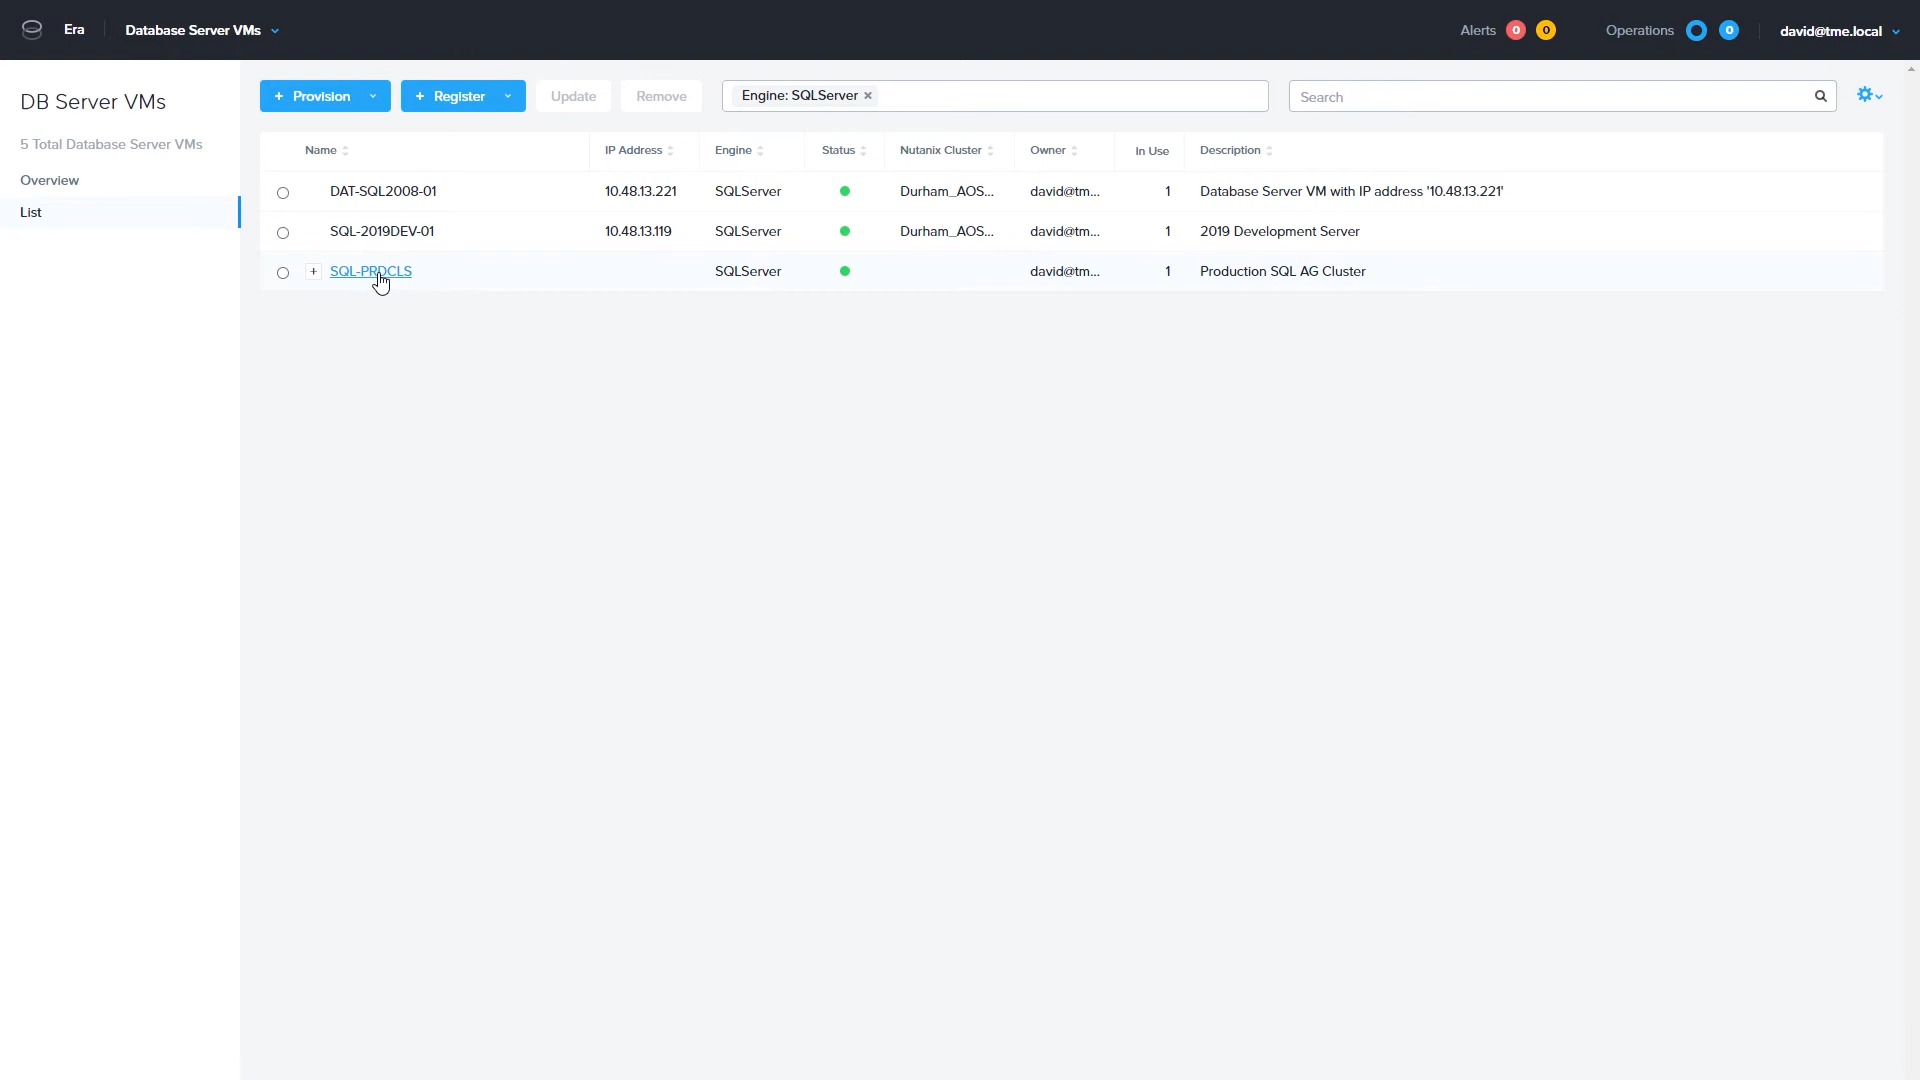 Era
Database Server VMs
Alerts 0 0
Operations 0
david@tme.local
DB Server VMs
5 Total Database Server VMs
Overview
List
+ Provision
+ Register
Update
Remove
Engine: SQLServer ×
Search
Name IP Address Engine Status Nutanix Cluster Owner In Use Description
DAT-SQL2008-01 10.48.13.221 SQLServer Durham_AOS... david@tm... 1 Database Server VM with IP address '10.48.13.221'
SQL-2019DEV-01 10.48.13.119 SQLServer Durham_AOS... david@tm... 1 2019 Development Server
+ SQL-PRDCLS SQLServer david@tm... 1 Production SQL AG Cluster